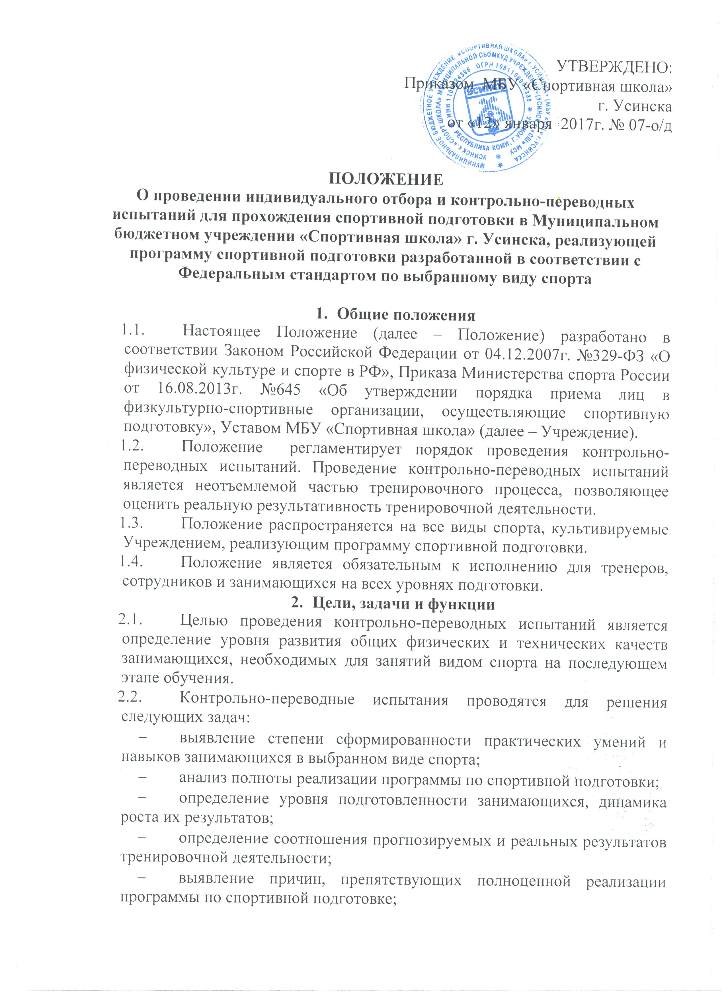 УТВЕРЖДЕНО:
Приказом МБУ «Спортивная школа»
г. Усинска
от «12» января 2017г. № 07-о/д
МУНИЦИПАЛЬНОЕ БЮДЖЕТНОЕ УЧРЕЖДЕНИЕ «СПОРТИВНАЯ ШКОЛА» Г. УСИНСКА
УСИНСК
РЕСПУБЛИКА КОМИ, Г. УСИНСК
ПОЛОЖЕНИЕ
О проведении индивидуального отбора и контрольно-переводных
испытаний для прохождения спортивной подготовки в Муниципальном
бюджетном учреждении «Спортивная школа» г. Усинска, реализующей
программу спортивной подготовки разработанной в соответствии с
Федеральным стандартом по выбранному виду спорта
1. Общие положения
1.1. Настоящее Положение (далее – Положение) разработано в
соответствии Законом Российской Федерации от 04.12.2007г. №329-ФЗ «О
физической культуре и спорте в РФ», Приказа Министерства спорта России
от 16.08.2013г. №645 «Об утверждении порядка приема лиц в
физкультурно-спортивные организации, осуществляющие спортивную
подготовку», Уставом МБУ «Спортивная школа» (далее – Учреждение).
1.2. Положение регламентирует порядок проведения контрольно-
переводных испытаний. Проведение контрольно-переводных испытаний
является неотъемлемой частью тренировочного процесса, позволяющее
оценить реальную результативность тренировочной деятельности.
1.3. Положение распространяется на все виды спорта, культивируемые
Учреждением, реализующим программу спортивной подготовки.
1.4. Положение является обязательным к исполнению для тренеров,
сотрудников и занимающихся на всех уровнях подготовки.
2. Цели, задачи и функции
2.1. Целью проведения контрольно-переводных испытаний является
определение уровня развития общих физических и технических качеств
занимающихся, необходимых для занятий видом спорта на последующем
этапе обучения.
2.2. Контрольно-переводные испытания проводятся для решения
следующих задач:
– выявление степени сформированности практических умений и
навыков занимающихся в выбранном виде спорта;
– анализ полноты реализации программы по спортивной подготовки;
– определение уровня подготовленности занимающихся, динамика
роста их результатов;
– определение соотношения прогнозируемых и реальных результатов
тренировочной деятельности;
– выявление причин, препятствующих полноценной реализации
программы по спортивной подготовке;